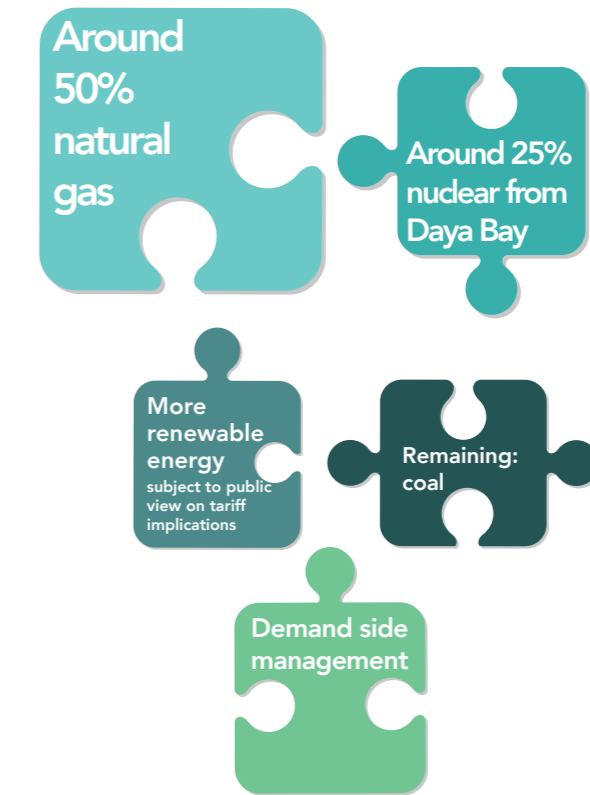 Around
50%
natural
gas
Around 25%
nuclear from
Daya Bay
More
renewable
energy
subject to public
view on tariff
implications
Remaining:
coal
Demand side
management